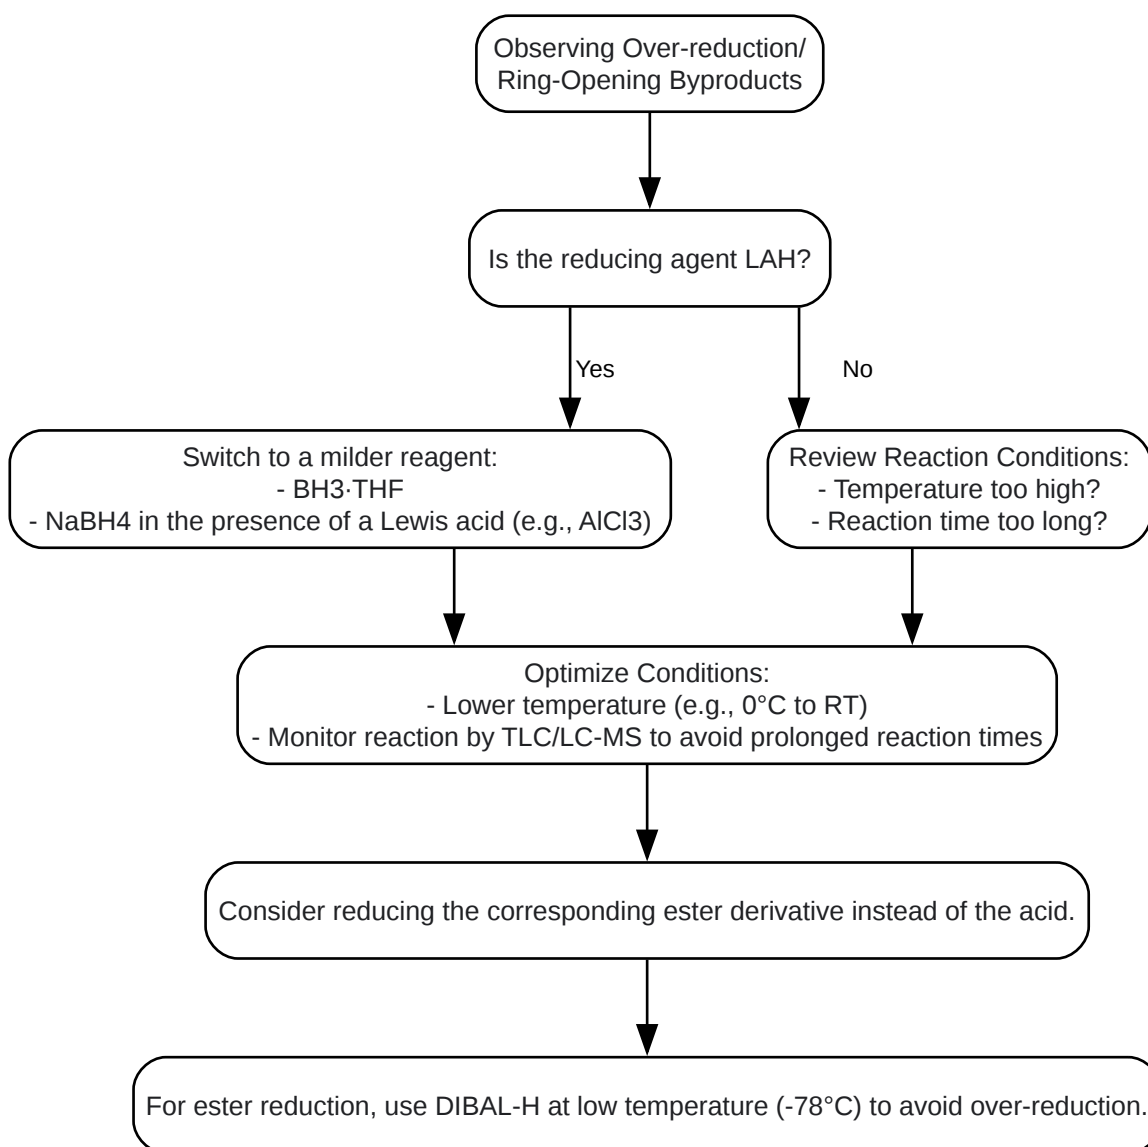 Observing Over-reduction/
Ring-Opening Byproducts
Is the reducing agent LAH?
Yes
No
Switch to a milder reagent:
- BH3·THF
- NaBH4 in the presence of a Lewis acid (e.g., AlCl3)
Review Reaction Conditions:
- Temperature too high?
- Reaction time too long?
Optimize Conditions:
- Lower temperature (e.g., 0°C to RT)
- Monitor reaction by TLC/LC-MS to avoid prolonged reaction times
Consider reducing the corresponding ester derivative instead of the acid.
For ester reduction, use DIBAL-H at low temperature (-78°C) to avoid over-reduction.